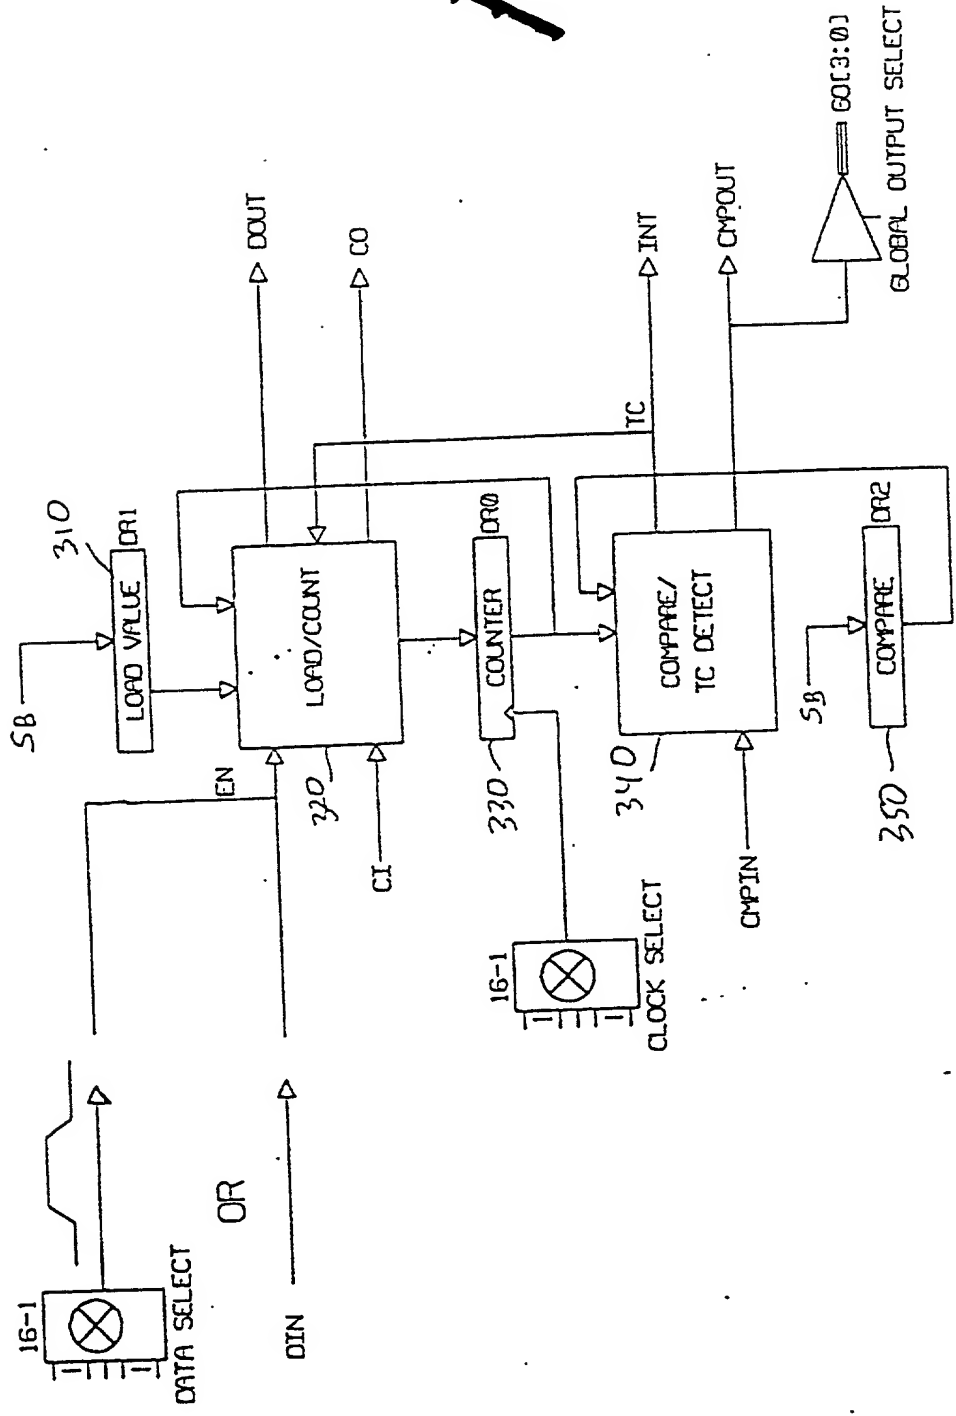 16-1
DATA SELECT
OR
DIN
EN
CI
SB
310
LOAD VALUE
DR1
LOAD/COUNT
320
DOUT
CO
TC
COUNTER
DR0
330
16-1
CLOCK SELECT
COMPARE/
TC DETECT
340
CMPIN
INT
CMPOUT
SB
COMPARE
DR2
350
GO[3:0]
GLOBAL OUTPUT SELECT